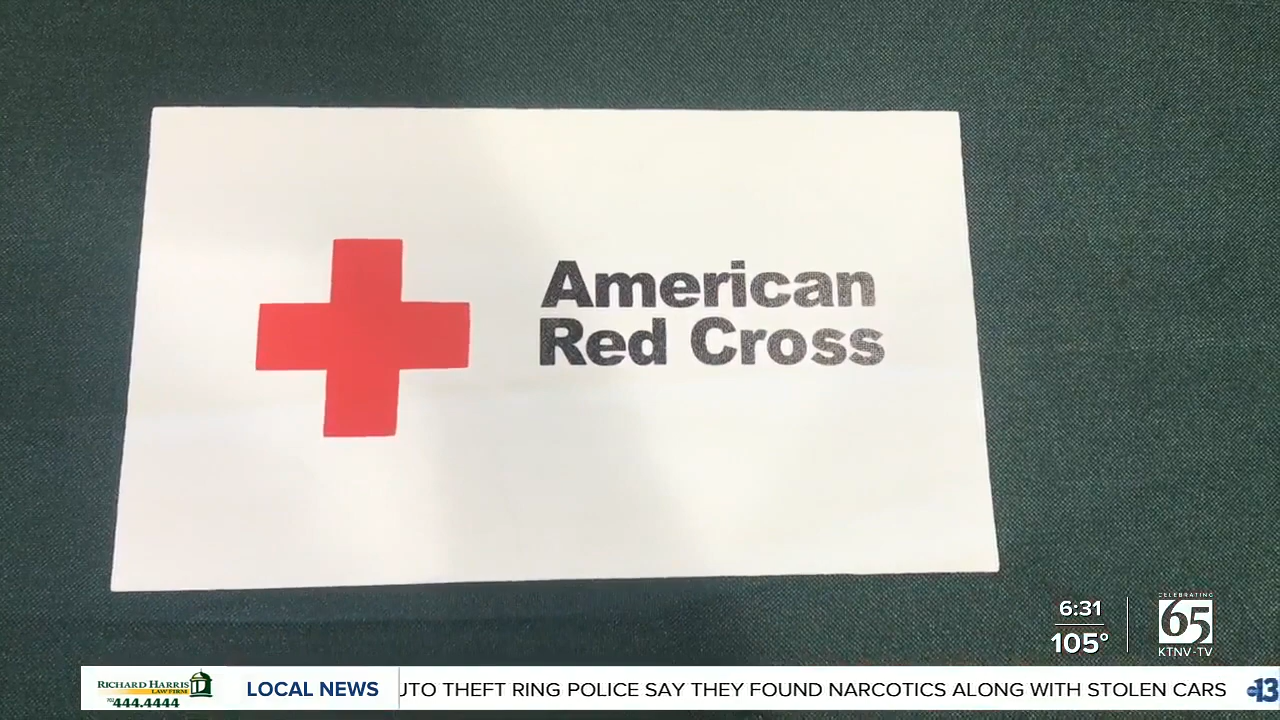 American
Red Cross
6:31
105°
CELEBRATING
65
KTNV-TV
RICHARD HARRIS
LAW FIRM
702 444.4444
LOCAL NEWS
UTO THEFT RING POLICE SAY THEY FOUND NARCOTICS ALONG WITH STOLEN CARS
13